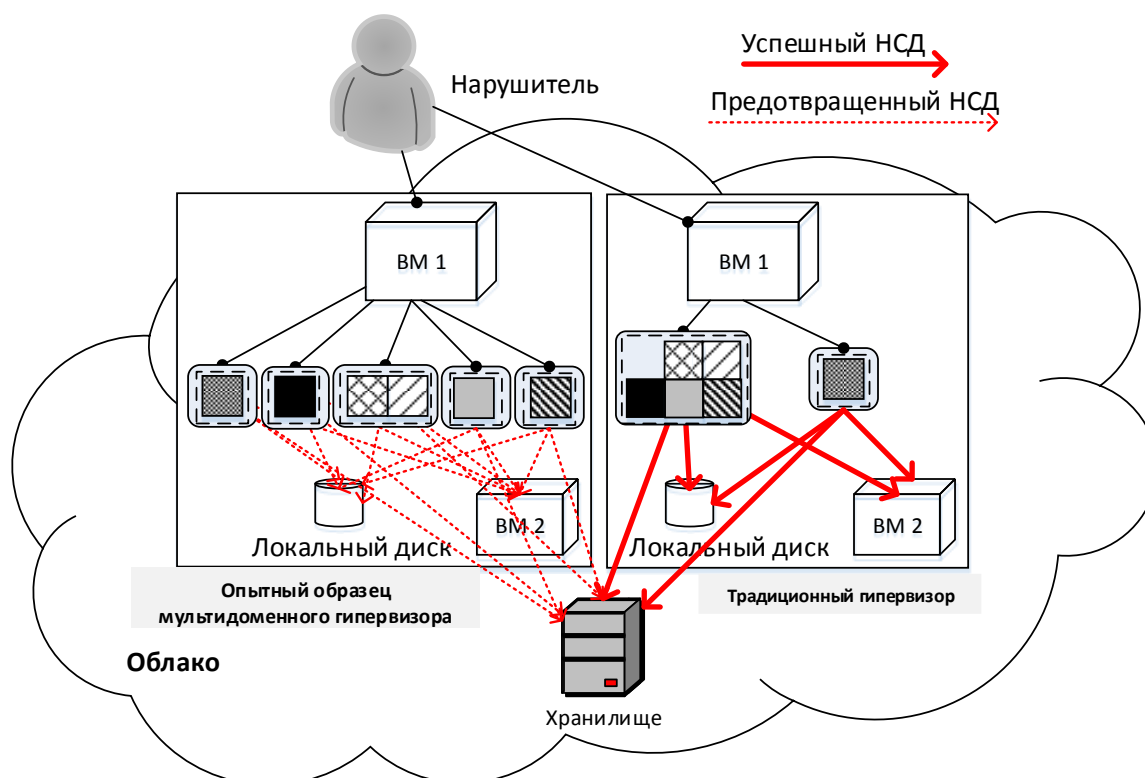 Успешный НСД
Нарушитель
Предотвращенный НСД
ВМ 1
ВМ 1
ВМ 2
ВМ 2
Локальный диск
Локальный диск
Опытный образец
мультидоменного гипервизора
Традиционный гипервизор
Облако
Хранилище